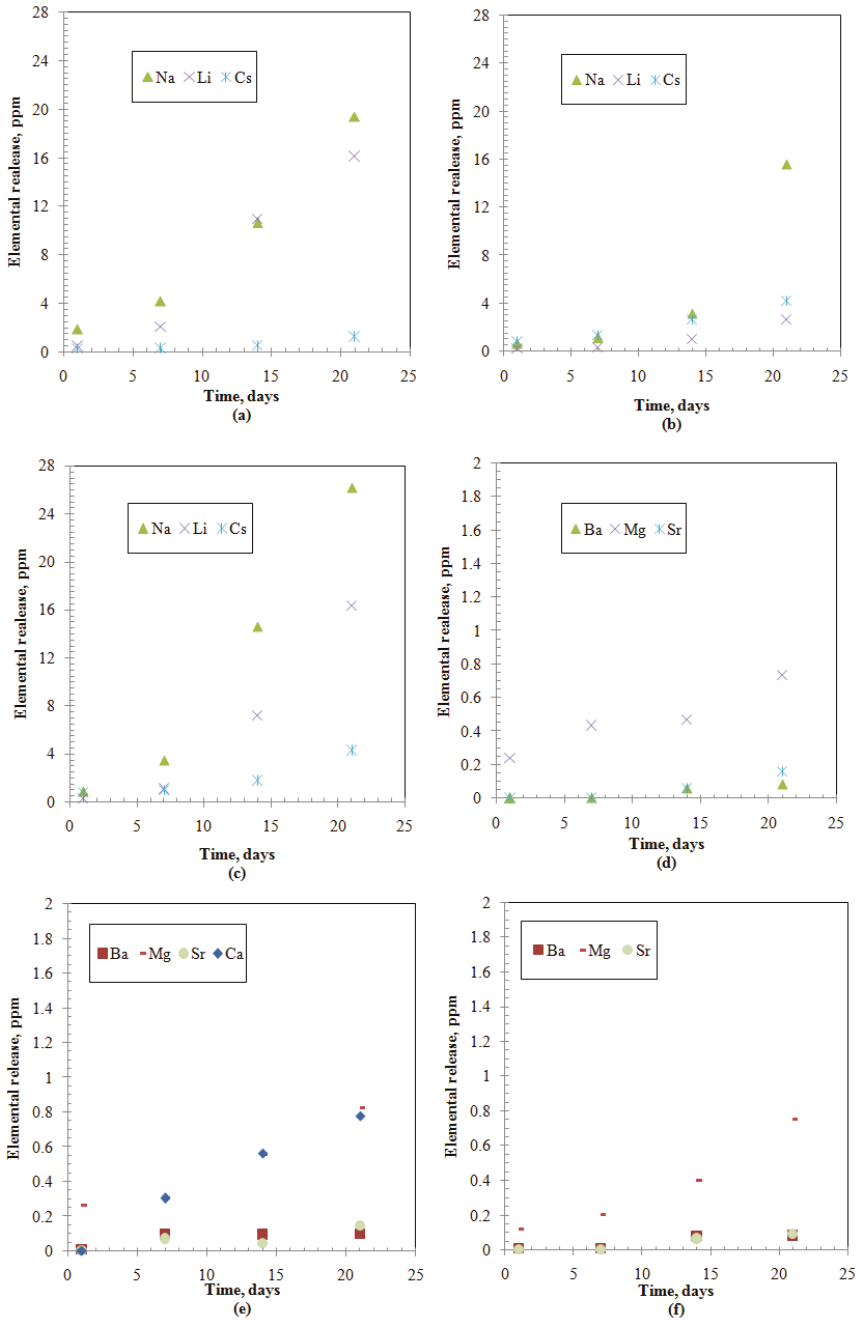 28
24
20
16
12
8
4
0
Elemental realease, ppm
Na Li Cs
0 5 10 15 20 25
Time, days
(a)
28
24
20
16
12
8
4
0
Elemental realease, ppm
Na Li Cs
0 5 10 15 20 25
Time, days
(b)
28
24
20
16
12
8
4
0
Elemental realease, ppm
Na Li Cs
0 5 10 15 20 25
Time, days
(c)
2
1.8
1.6
1.4
1.2
1
0.8
0.6
0.4
0.2
0
Elemental realease, ppm
Ba Mg Sr
0 5 10 15 20 25
Time, days
(d)
2
1.8
1.6
1.4
1.2
1
0.8
0.6
0.4
0.2
0
Elemental release, ppm
Ba Mg Sr Ca
0 5 10 15 20 25
Time, days
(e)
2
1.8
1.6
1.4
1.2
1
0.8
0.6
0.4
0.2
0
Elemental release, ppm
Ba Mg Sr
0 5 10 15 20 25
Time, days
(f)